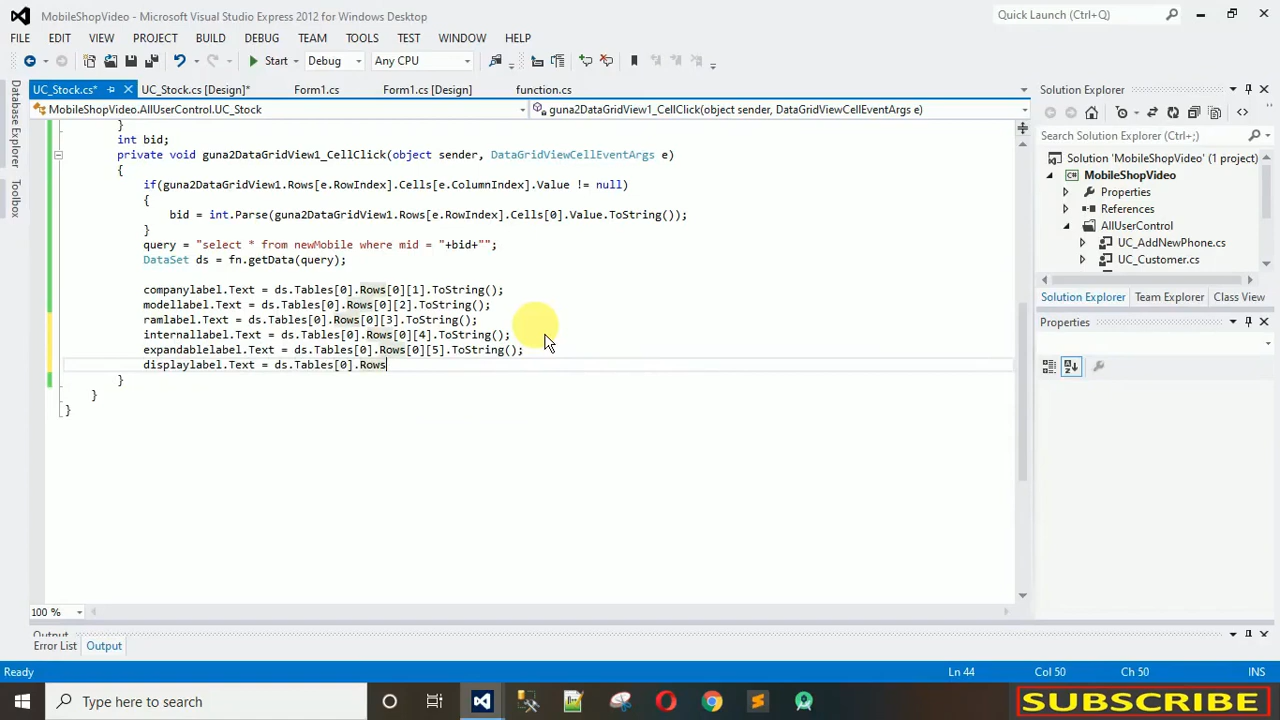 MobileShopVideo - Microsoft Visual Studio Express 2012 for Windows Desktop
Quick Launch (Ctrl+Q)
FILE EDIT VIEW PROJECT BUILD DEBUG TEAM TOOLS TEST WINDOW HELP
Start Debug Any CPU
UC_Stock.cs* UC_Stock.cs [Design]* Form1.cs Form1.cs [Design] function.cs
MobileShopVideo.AllUserControl.UC_Stock guna2DataGridView1_CellClick(object sender, DataGridViewCellEventArgs e)
Database Explorer
Toolbox
}
int bid;
private void guna2DataGridView1_CellClick(object sender, DataGridViewCellEventArgs e)
{
if(guna2DataGridView1.Rows[e.RowIndex].Cells[e.ColumnIndex].Value != null)
{
bid = int.Parse(guna2DataGridView1.Rows[e.RowIndex].Cells[0].Value.ToString());
}
query = "select * from newMobile where mid = "+bid+"";
DataSet ds = fn.getData(query);
companylabel.Text = ds.Tables[0].Rows[0][1].ToString();
modellabel.Text = ds.Tables[0].Rows[0][2].ToString();
ramlabel.Text = ds.Tables[0].Rows[0][3].ToString();
internallabel.Text = ds.Tables[0].Rows[0][4].ToString();
expandablelabel.Text = ds.Tables[0].Rows[0][5].ToString();
displaylabel.Text = ds.Tables[0].Rows
}
}
}
100 %
Solution Explorer
Search Solution Explorer (Ctrl+;)
Solution 'MobileShopVideo' (1 project)
MobileShopVideo
Properties
References
AllUserControl
UC_AddNewPhone.cs
UC_Customer.cs
Solution Explorer Team Explorer Class View
Properties
Output
Error List Output
Ready Ln 44 Col 50 Ch 50 INS
Type here to search
SUBSCRIBE